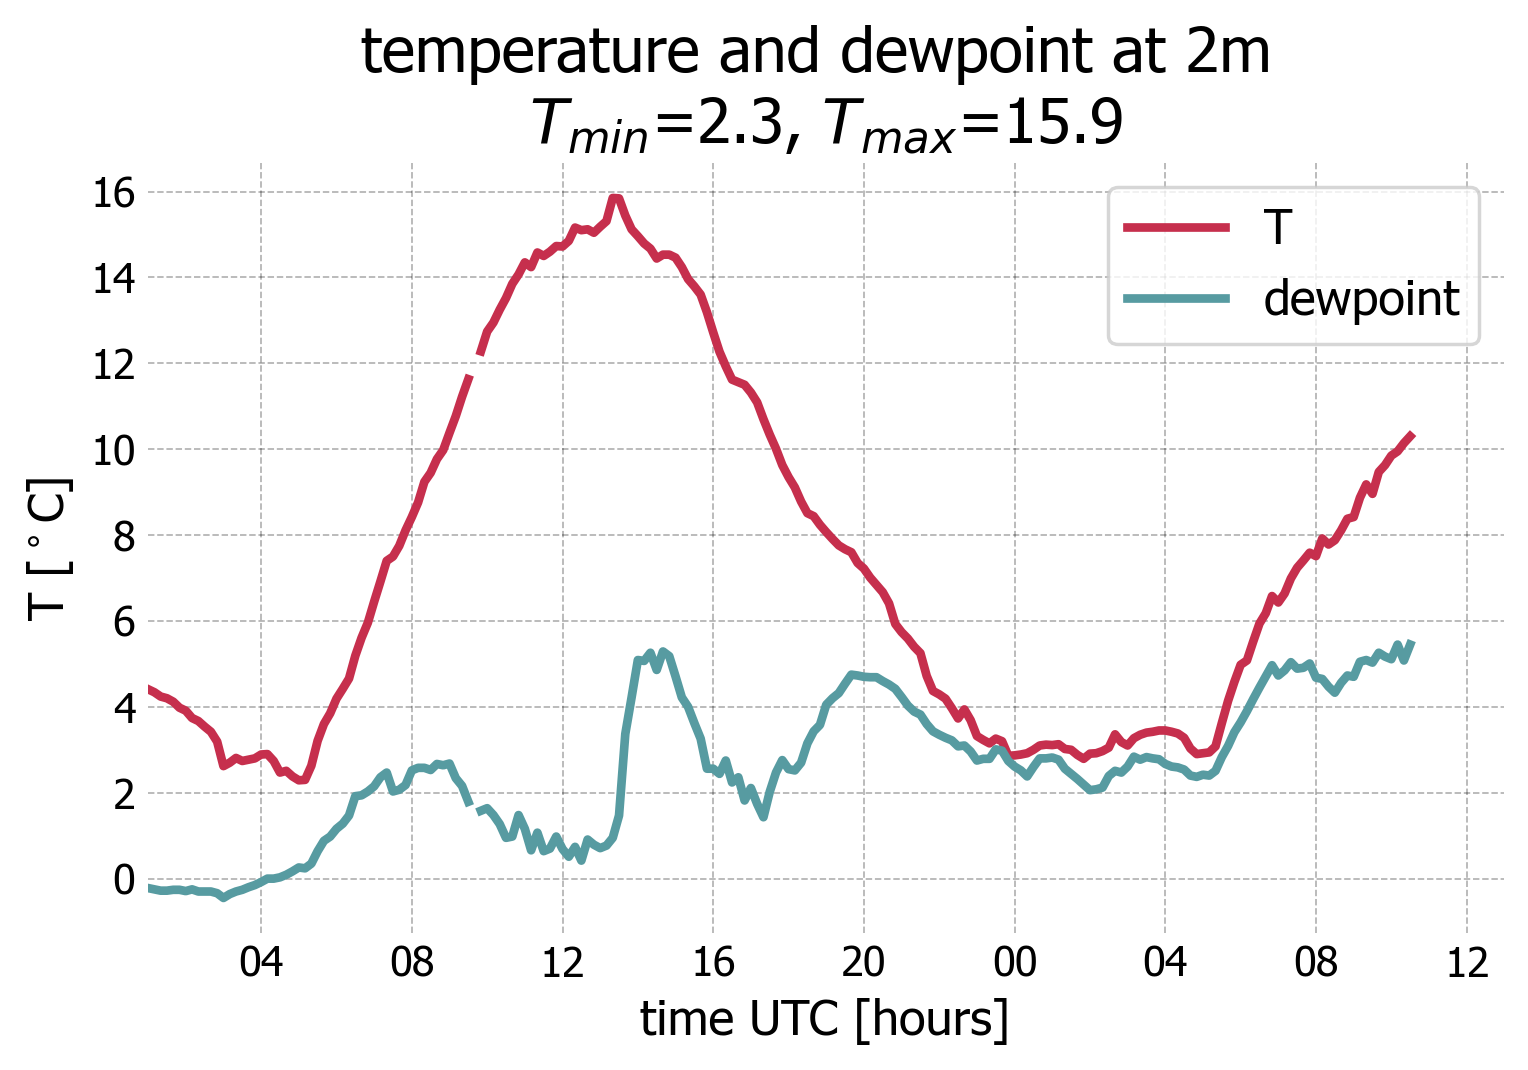 temperature and dewpoint at 2m
T_min=2.3, T_max=15.9
T
dewpoint
16
14
12
10
8
6
4
2
0
T [°C]
04 08 12 16 20 00 04 08 12
time UTC [hours]